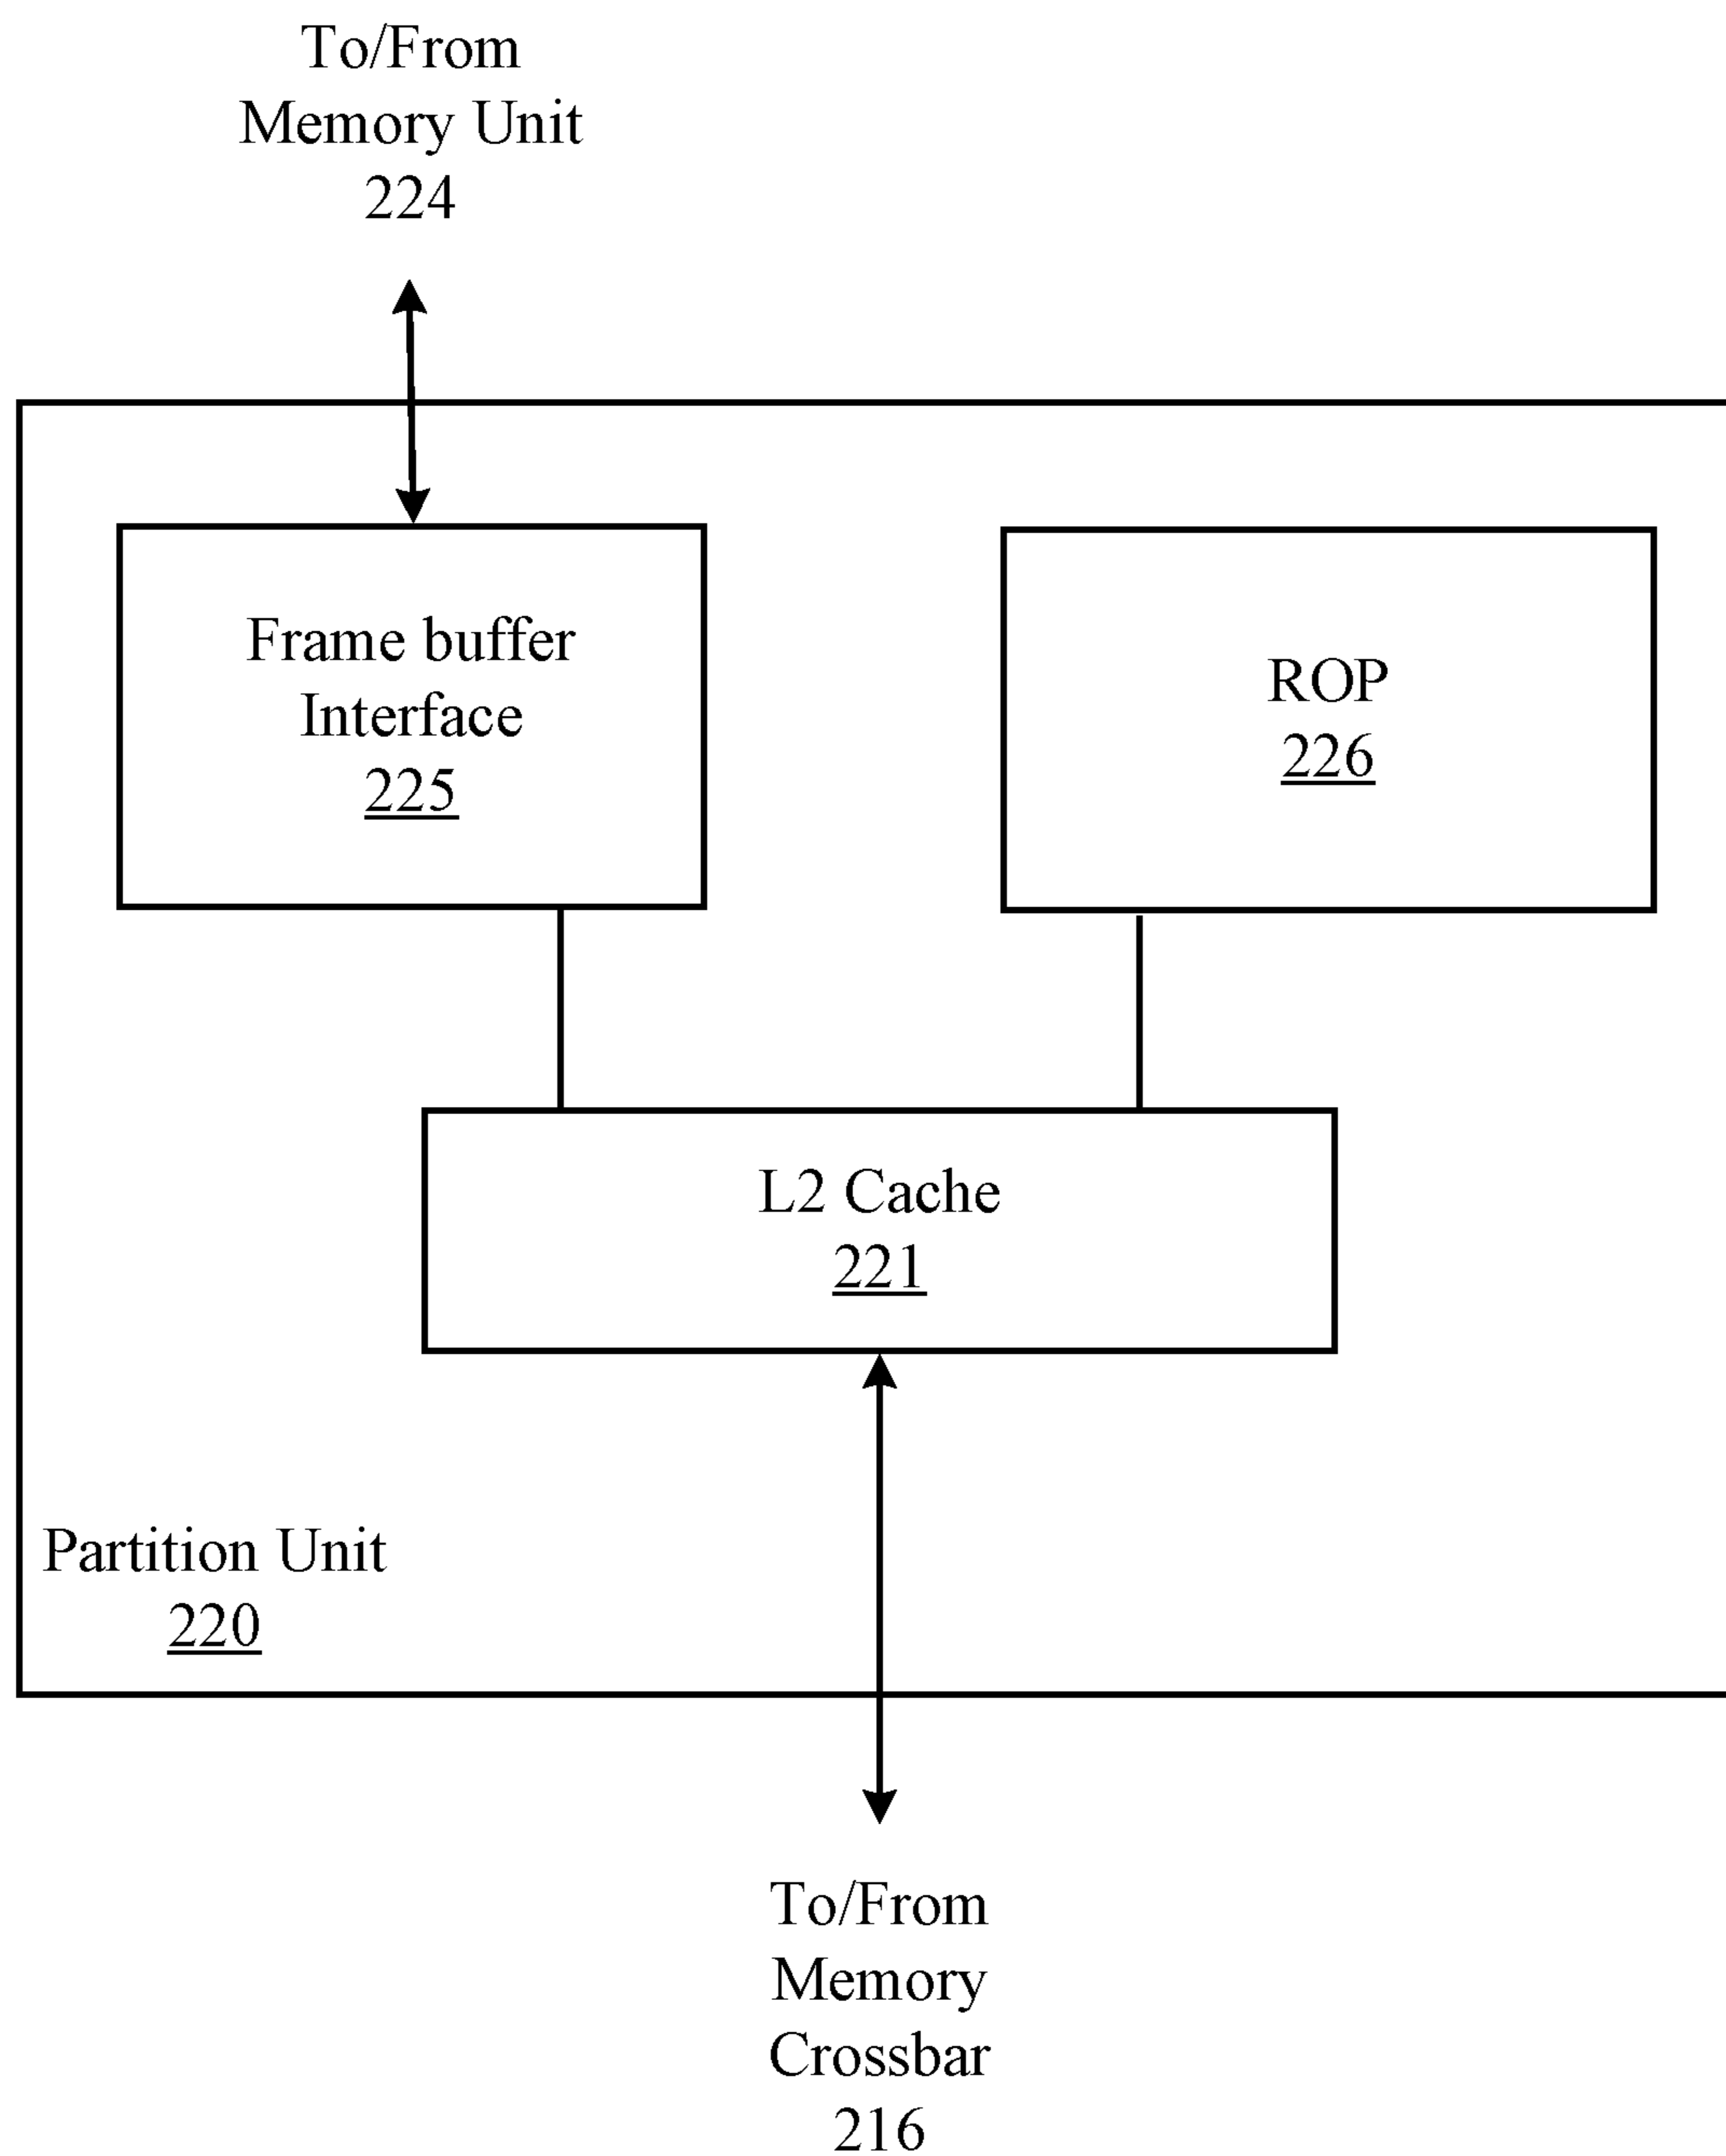 To/From
Memory Unit
224
Frame buffer
Interface
225
ROP
226
L2 Cache
221
Partition Unit
220
To/From
Memory
Crossbar
216